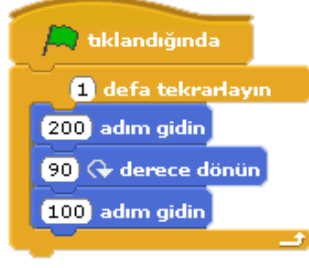 tıklandığında
1 defa tekrarlayın
200 adım gidin
90 derece dönün
100 adım gidin